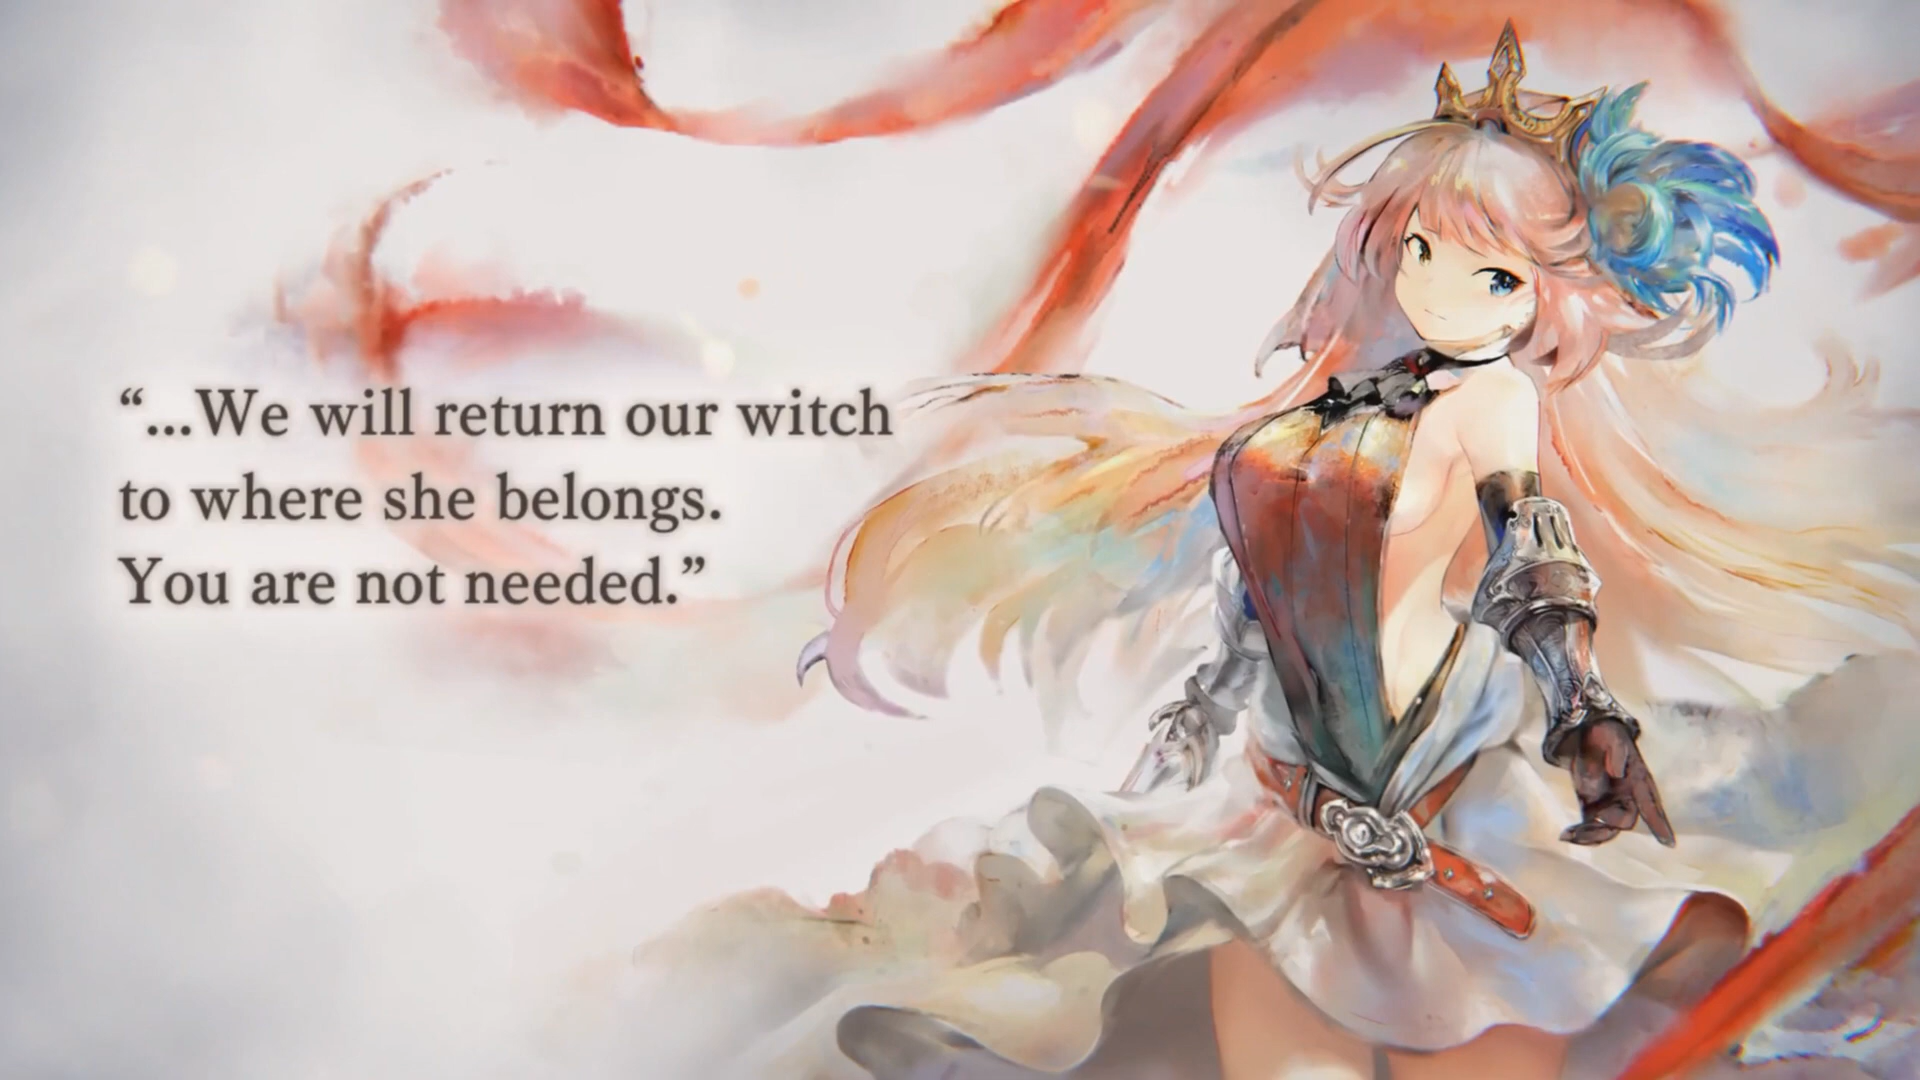 “...We will return our witch
to where she belongs.
You are not needed.”